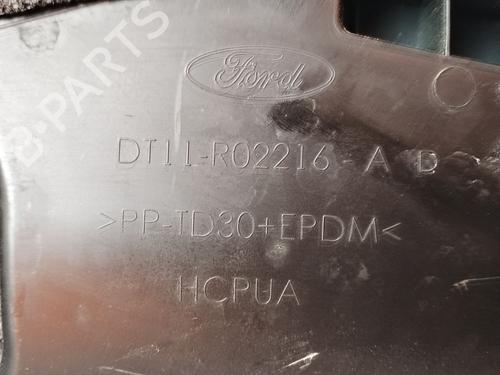 B-PARTS
Ford
DT11-R02216-A D
>PP-TD30+EPDM<
HCPUA